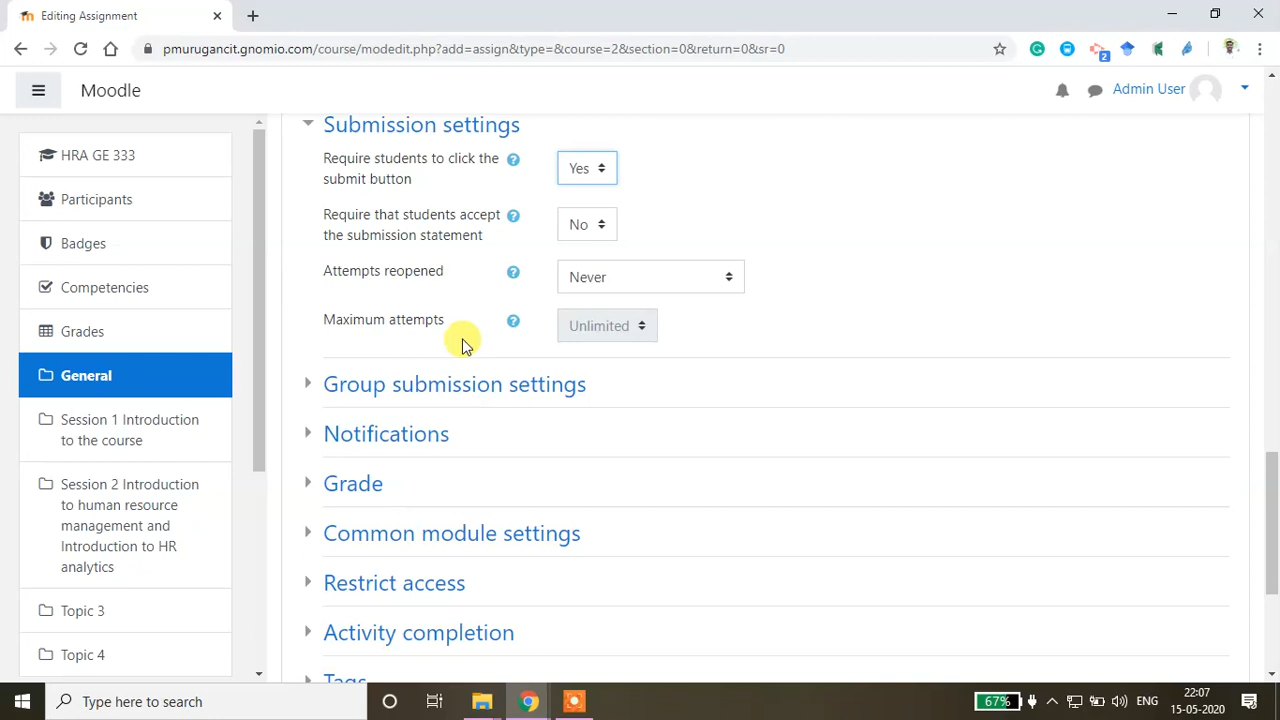 Editing Assignment
pmurugancit.gnomio.com/course/modedit.php?add=assign&type=&course=2&section=0&return=0&sr=0
2
Moodle
Admin User
HRA GE 333
Participants
Badges
Competencies
Grades
General
Session 1 Introduction
to the course
Session 2 Introduction
to human resource
management and
Introduction to HR
analytics
Topic 3
Topic 4
Submission settings
Require students to click the
submit button
Yes
Require that students accept
the submission statement
No
Attempts reopened
Never
Maximum attempts
Unlimited
Group submission settings
Notifications
Grade
Common module settings
Restrict access
Activity completion
Tags
Type here to search
67%
ENG
22:07
15-05-2020